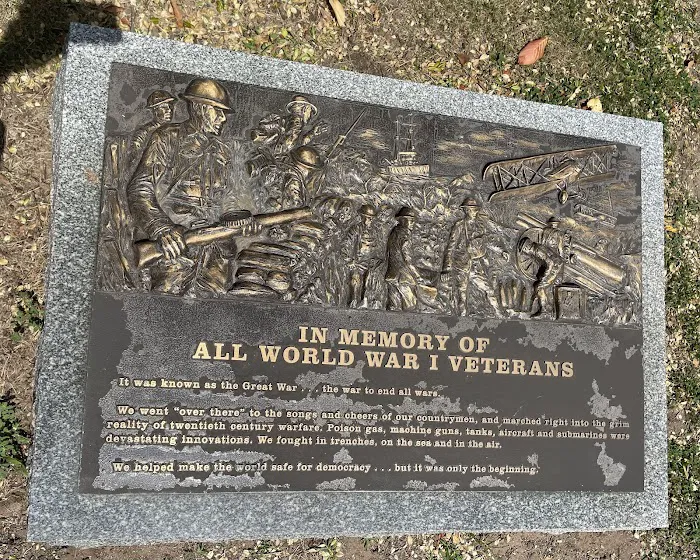 IN MEMORY OF
ALL WORLD WAR I VETERANS
It was known as the Great War . . . the war to end all wars.
We went "over there" to the songs and cheers of our countrymen, and marched right into the grim
reality of twentieth century warfare. Poison gas, machine guns, tanks, aircraft and submarines were
devastating innovations. We fought in trenches, on the sea and in the air.
We helped make the world safe for democracy . . . but it was only the beginning.